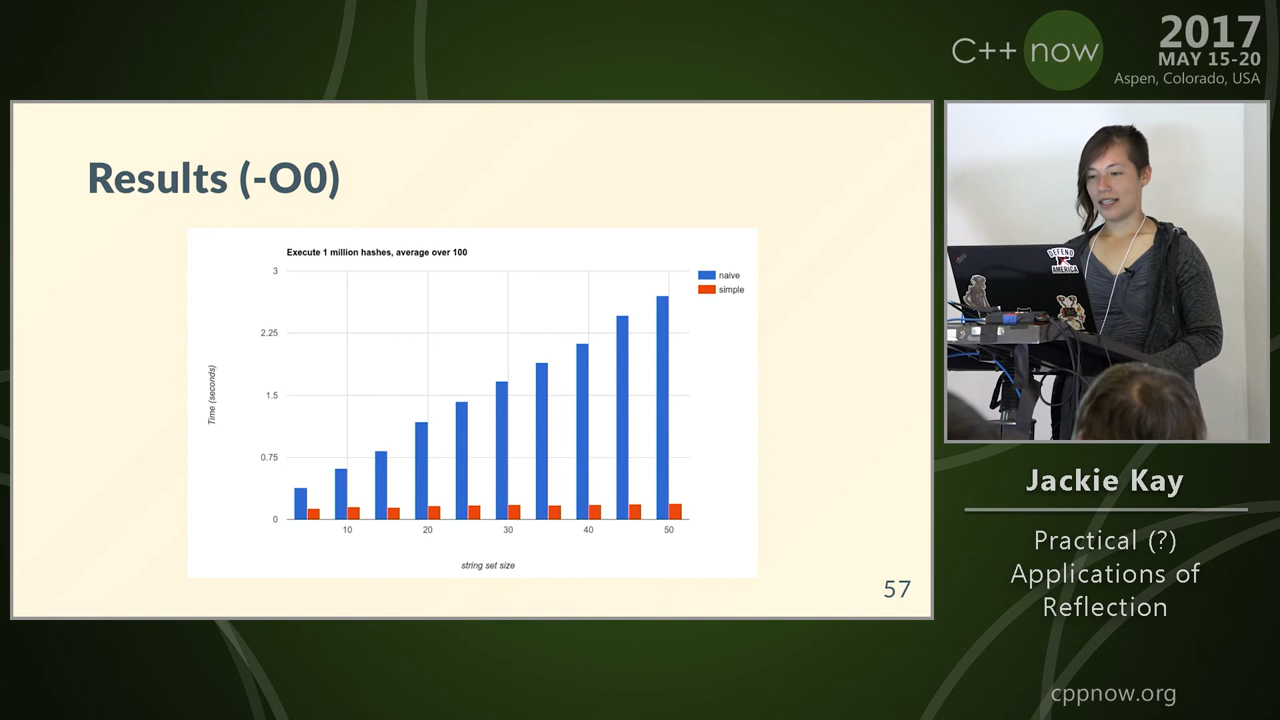 C++ now
2017
MAY 15-20
Aspen, Colorado, USA
Results (-O0)
Execute 1 million hashes, average over 100
3
2.25
1.5
0.75
0
Time (seconds)
10 20 30 40 50
string set size
naive
simple
57
DEFEND
AMERICA
Jackie Kay
Practical (?)
Applications of
Reflection
cppnow.org